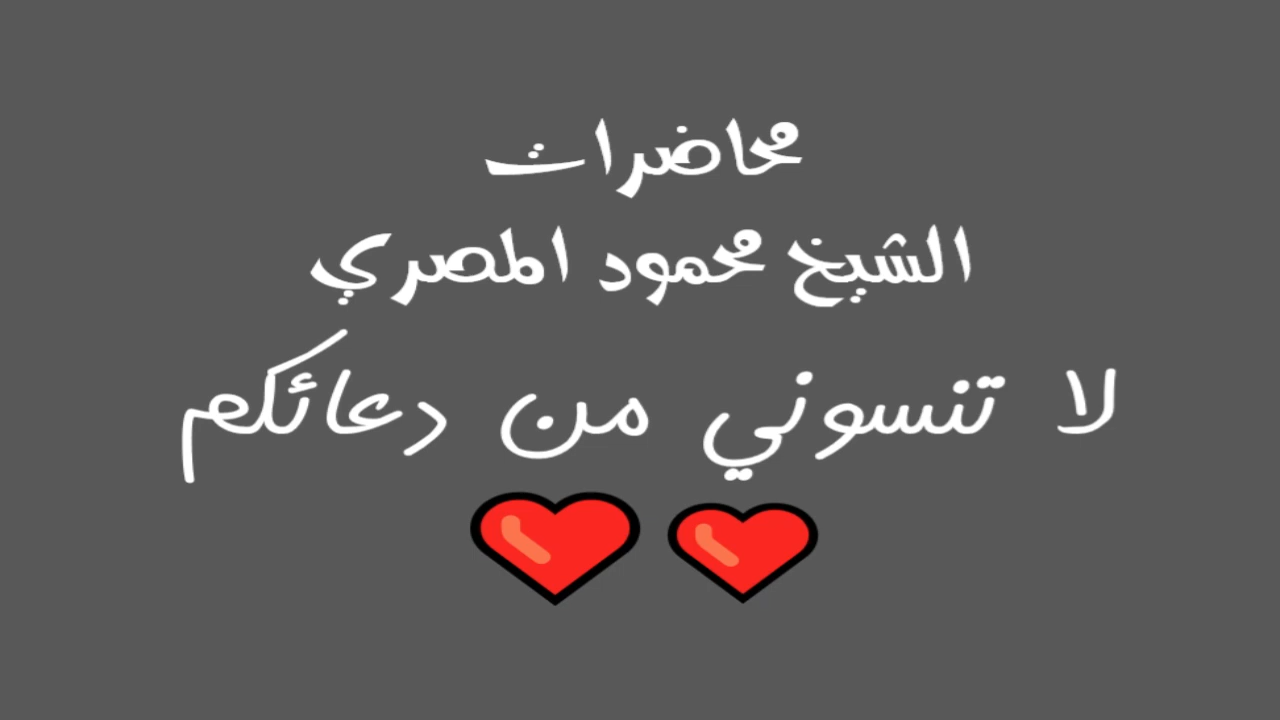 محاضرات
الشيخ محمود المصري
لا تنسوني من دعائكم